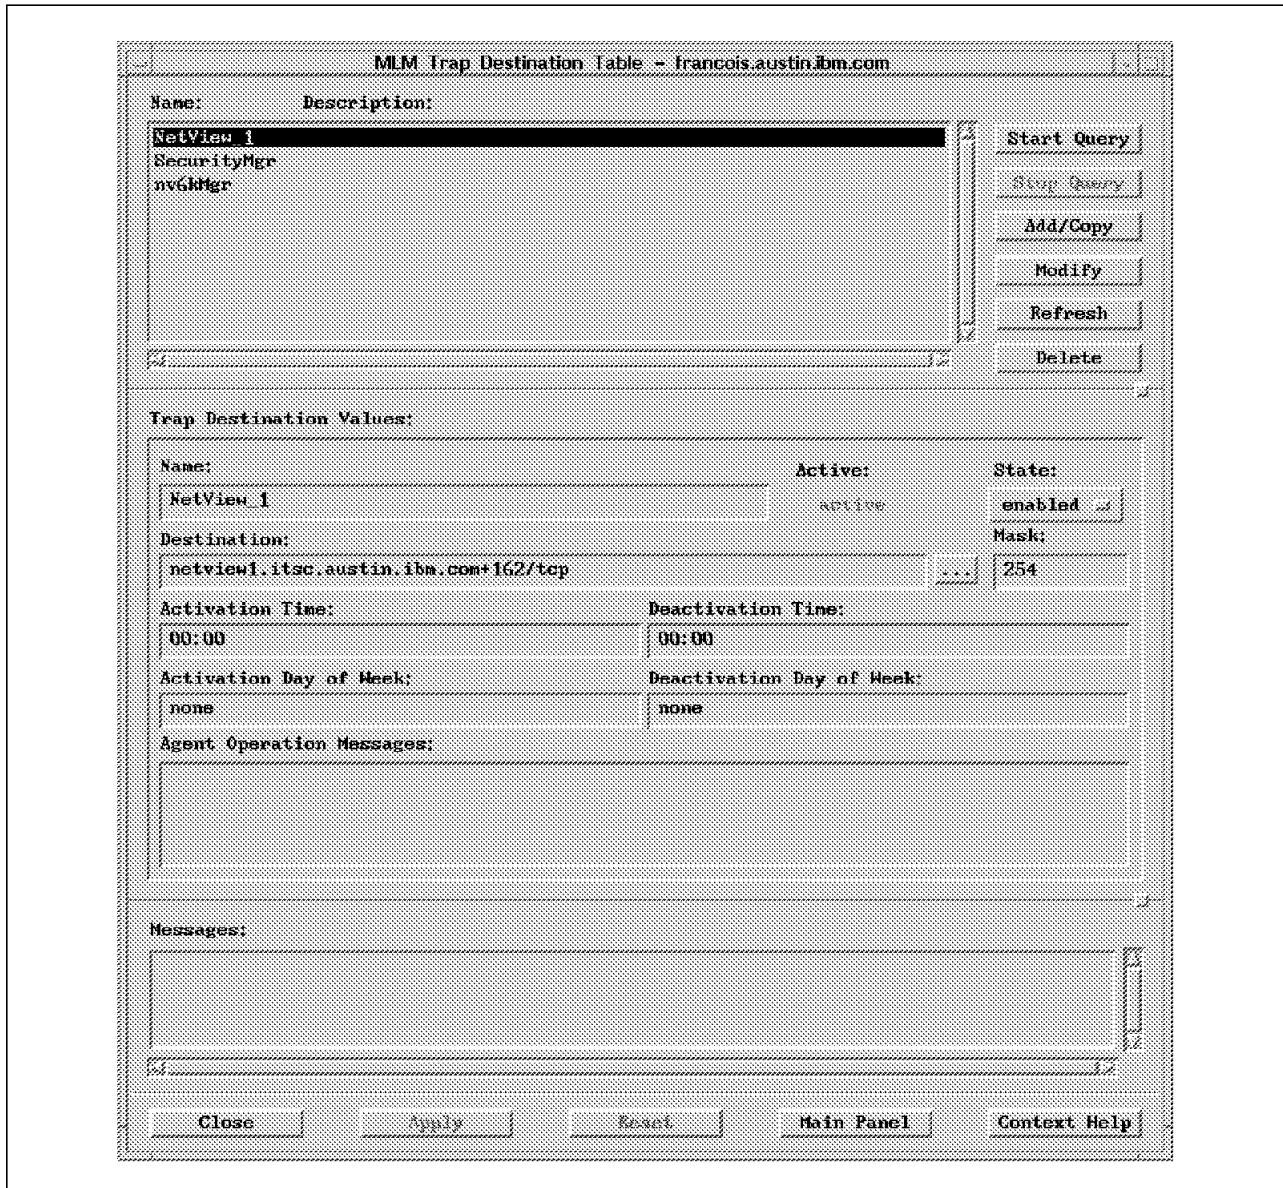 MLM Trap Destination Table - francois.austin.ibm.com
Name: Description:
NetView_1
SecurityMgr
nv6kMgr
Start Query
Stop Query
Add/Copy
Modify
Refresh
Delete
Trap Destination Values:
Name: Active: State:
NetView_1 active enabled
Destination: Mask:
netview1.itsc.austin.ibm.com+162/tcp ... 254
Activation Time: Deactivation Time:
00:00 00:00
Activation Day of Week: Deactivation Day of Week:
none none
Agent Operation Messages:
Messages:
Close Apply Reset Main Panel Context Help